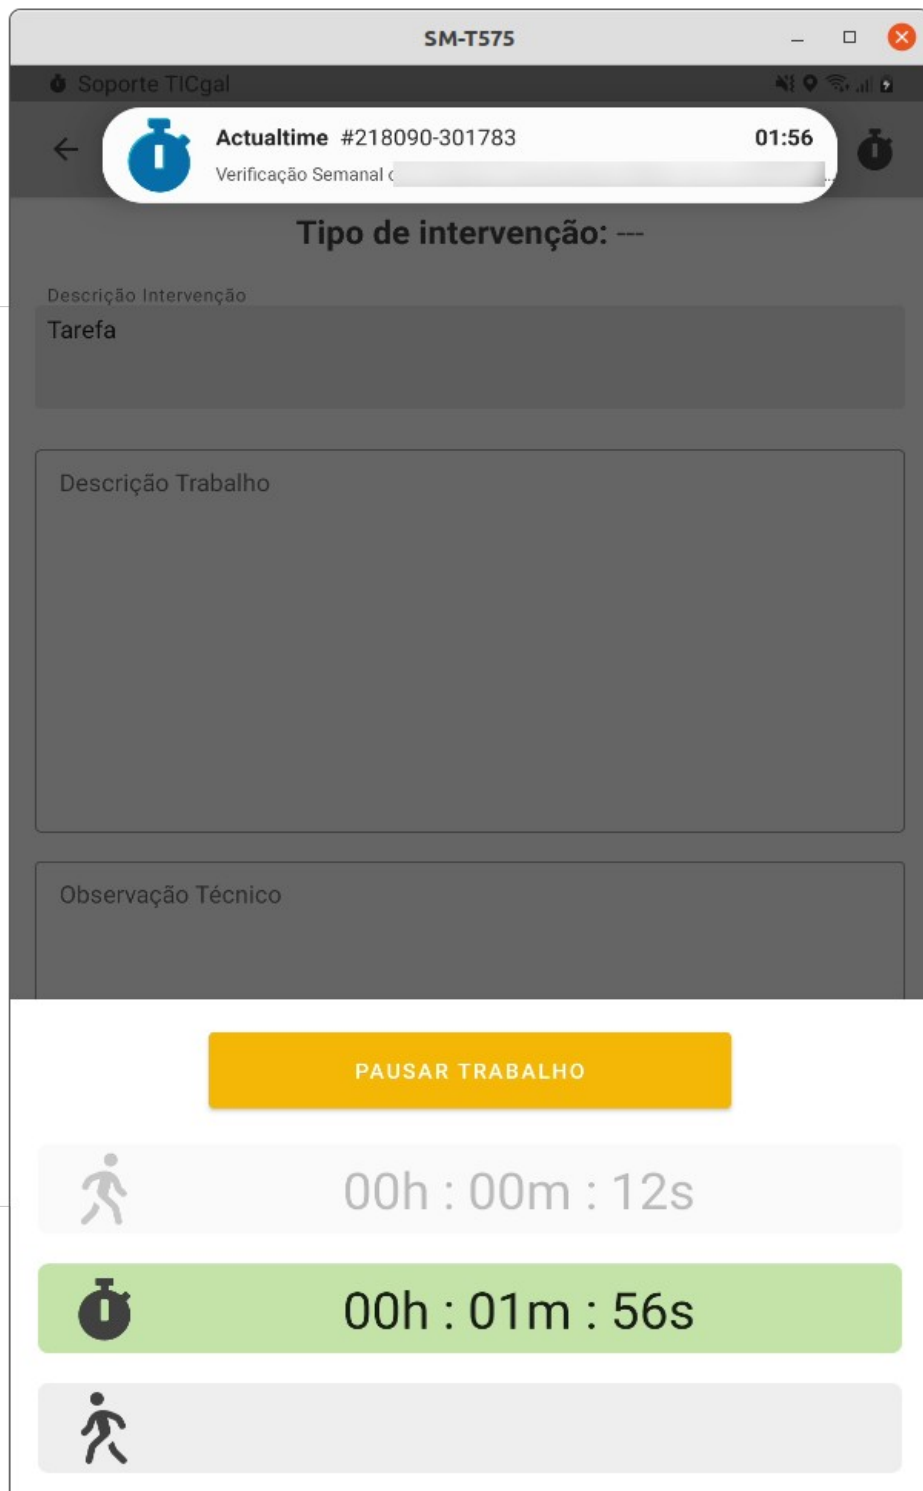 SM-T575
Soporte TICgal
Actualtime #218090-301783 01:56
Verificação Semanal
Tipo de intervenção: ---
Descrição Intervenção
Tarefa
Descrição Trabalho
Observação Técnico
PAUSAR TRABALHO
00h : 00m : 12s
00h : 01m : 56s